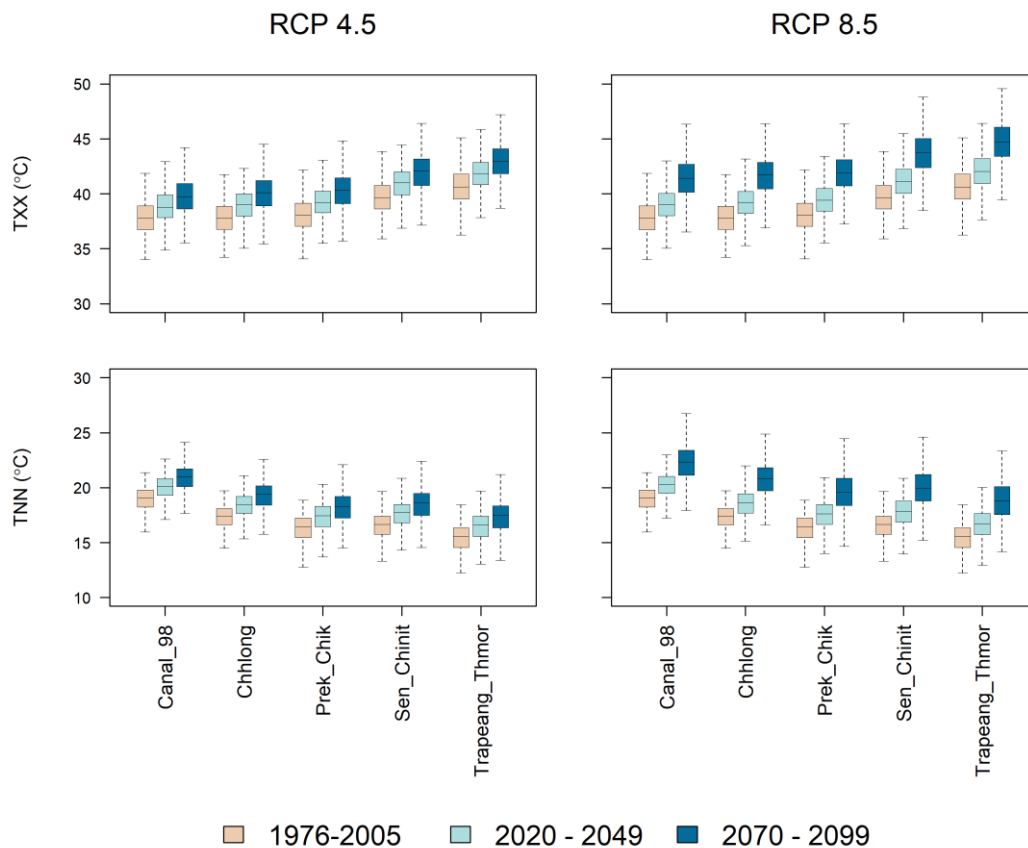 RCP 4.5
RCP 8.5
TXX (°C)
50
45
40
35
30
TNN (°C)
30
25
20
15
10
Canal_98
Chhlong
Prek_Chik
Sen_Chinit
Trapeang_Thmor
Canal_98
Chhlong
Prek_Chik
Sen_Chinit
Trapeang_Thmor
1976-2005
2020 - 2049
2070 - 2099